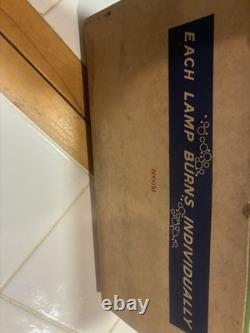 EACH LAMP BURNS INDIVIDUALLY